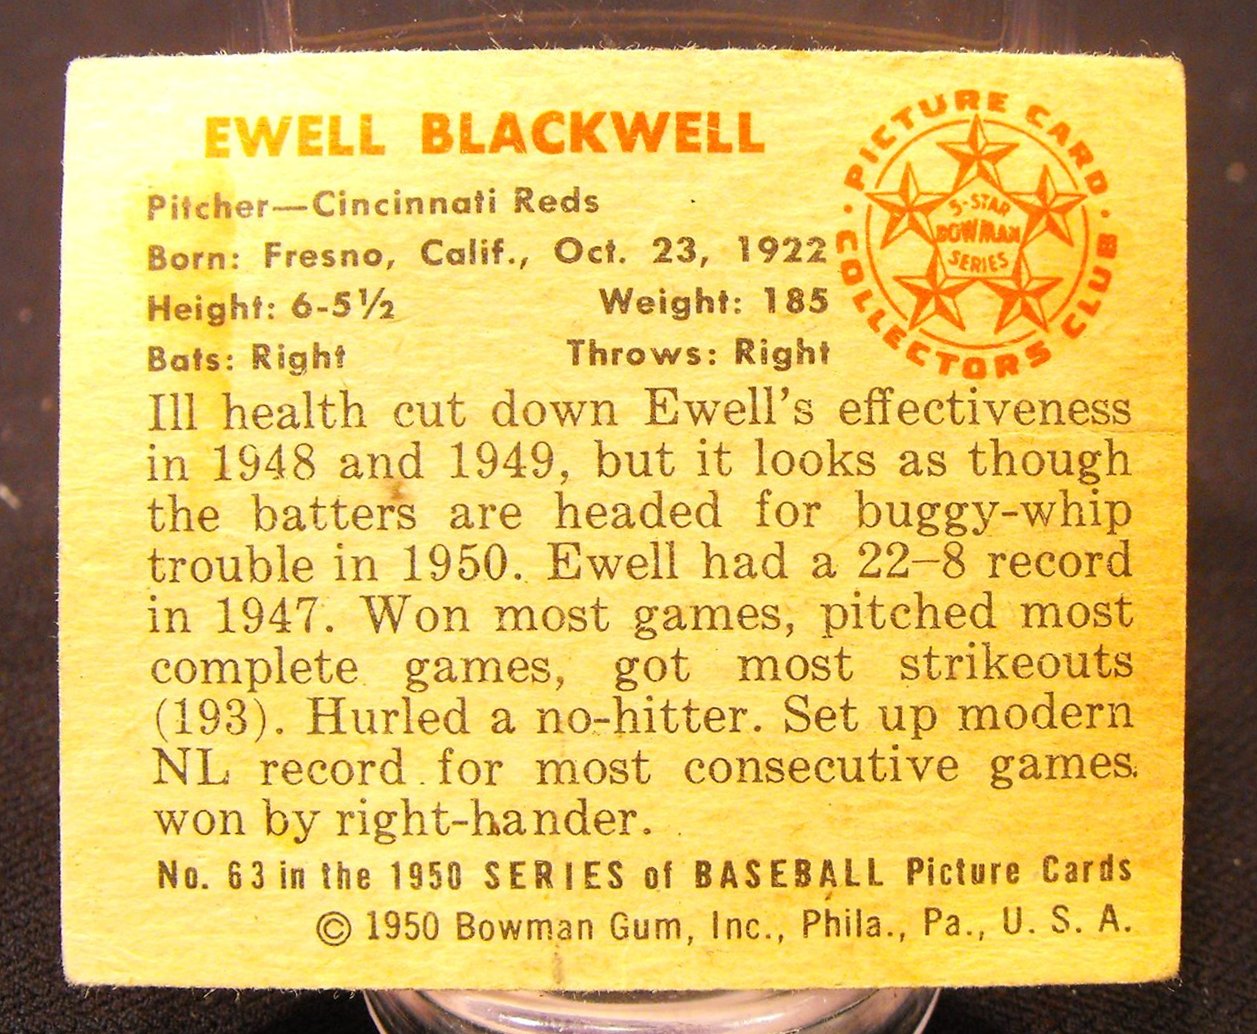 EWELL BLACKWELL
Pitcher—Cincinnati Reds
Born: Fresno, Calif., Oct. 23, 1922
Height: 6-5½ Weight: 185
Bats: Right Throws: Right
PICTURE CARD
COLLECTORS CLUB
5-STAR
BOWMAN
SERIES
Ill health cut down Ewell's effectiveness
in 1948 and 1949, but it looks as though
the batters are headed for buggy-whip
trouble in 1950. Ewell had a 22–8 record
in 1947. Won most games, pitched most
complete games, got most strikeouts
(193). Hurled a no-hitter. Set up modern
NL record for most consecutive games
won by right-hander.
No. 63 in the 1950 SERIES of BASEBALL Picture Cards
© 1950 Bowman Gum, Inc., Phila., Pa., U. S. A.